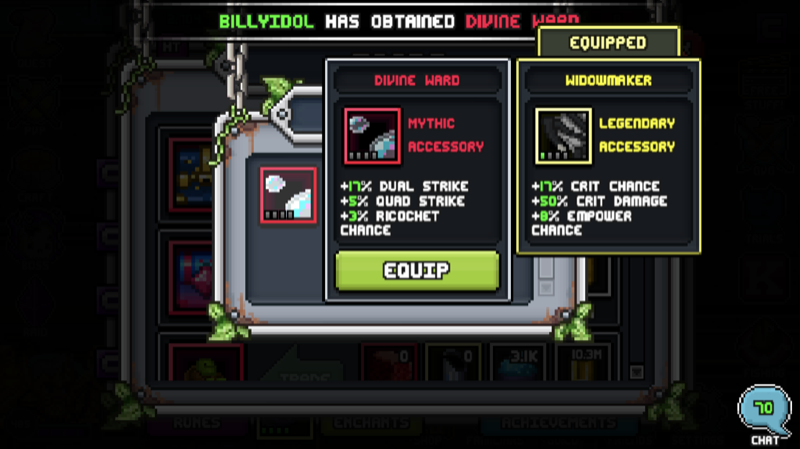 BILLYIDOL HAS OBTAINED DIVINE WARD
EQUIPPED
DIVINE WARD
MYTHIC
ACCESSORY
+17% DUAL STRIKE
+5% QUAD STRIKE
+3% RICOCHET
CHANCE
EQUIP
WIDOWMAKER
LEGENDARY
ACCESSORY
+17% CRIT CHANCE
+50% CRIT DAMAGE
+8% EMPOWER
CHANCE
0
0
3.1K
10.3M
TRADE
RUNES
ENCHANTS
ACHIEVEMENTS
70
CHAT